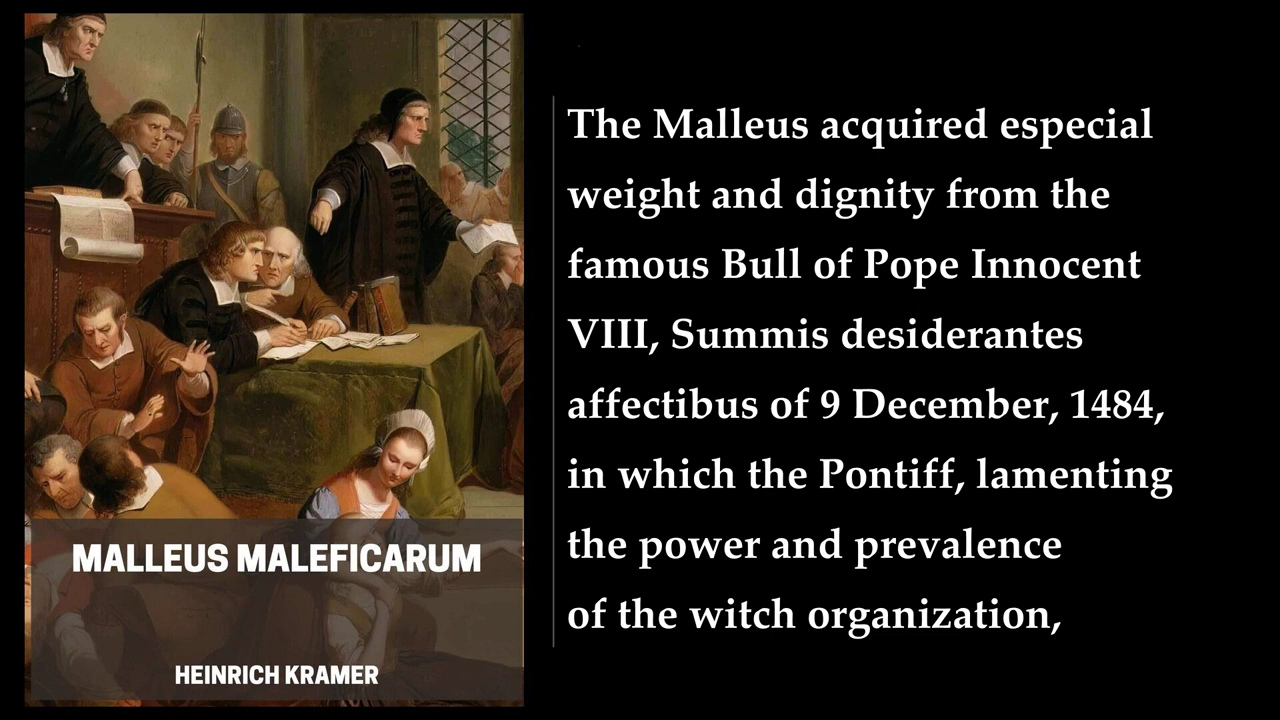 MALLEUS MALEFICARUM
HEINRICH KRAMER
The Malleus acquired especial
weight and dignity from the
famous Bull of Pope Innocent
VIII, Summis desiderantes
affectibus of 9 December, 1484,
in which the Pontiff, lamenting
the power and prevalence
of the witch organization,